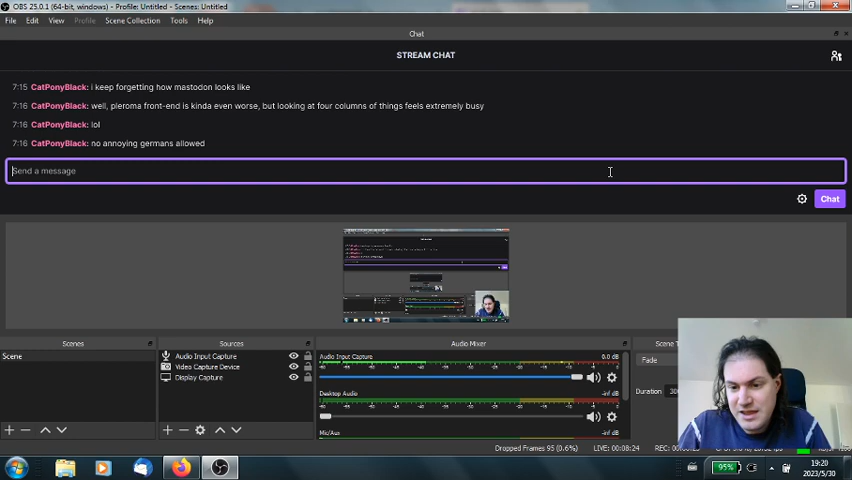 OBS 25.0.1 (64-bit, windows) - Profile: Untitled - Scenes: Untitled
File Edit View Profile Scene Collection Tools Help
Chat
STREAM CHAT
7:15 CatPonyBlack: i keep forgetting how mastodon looks like
7:16 CatPonyBlack: well, pleroma front-end is kinda even worse, but looking at four columns of things feels extremely busy
7:16 CatPonyBlack: lol
7:16 CatPonyBlack: no annoying germans allowed
Send a message
Chat
Scenes Sources Audio Mixer Scene
Scene
Audio Input Capture
Video Capture Device
Display Capture
Audio Input Capture 0.0 dB
Desktop Audio -inf dB
Mic/Aux -inf dB
Fade
Duration
Dropped Frames 95 (0.6%) LIVE: 00:08:24
95%
19:20
2023/5/30